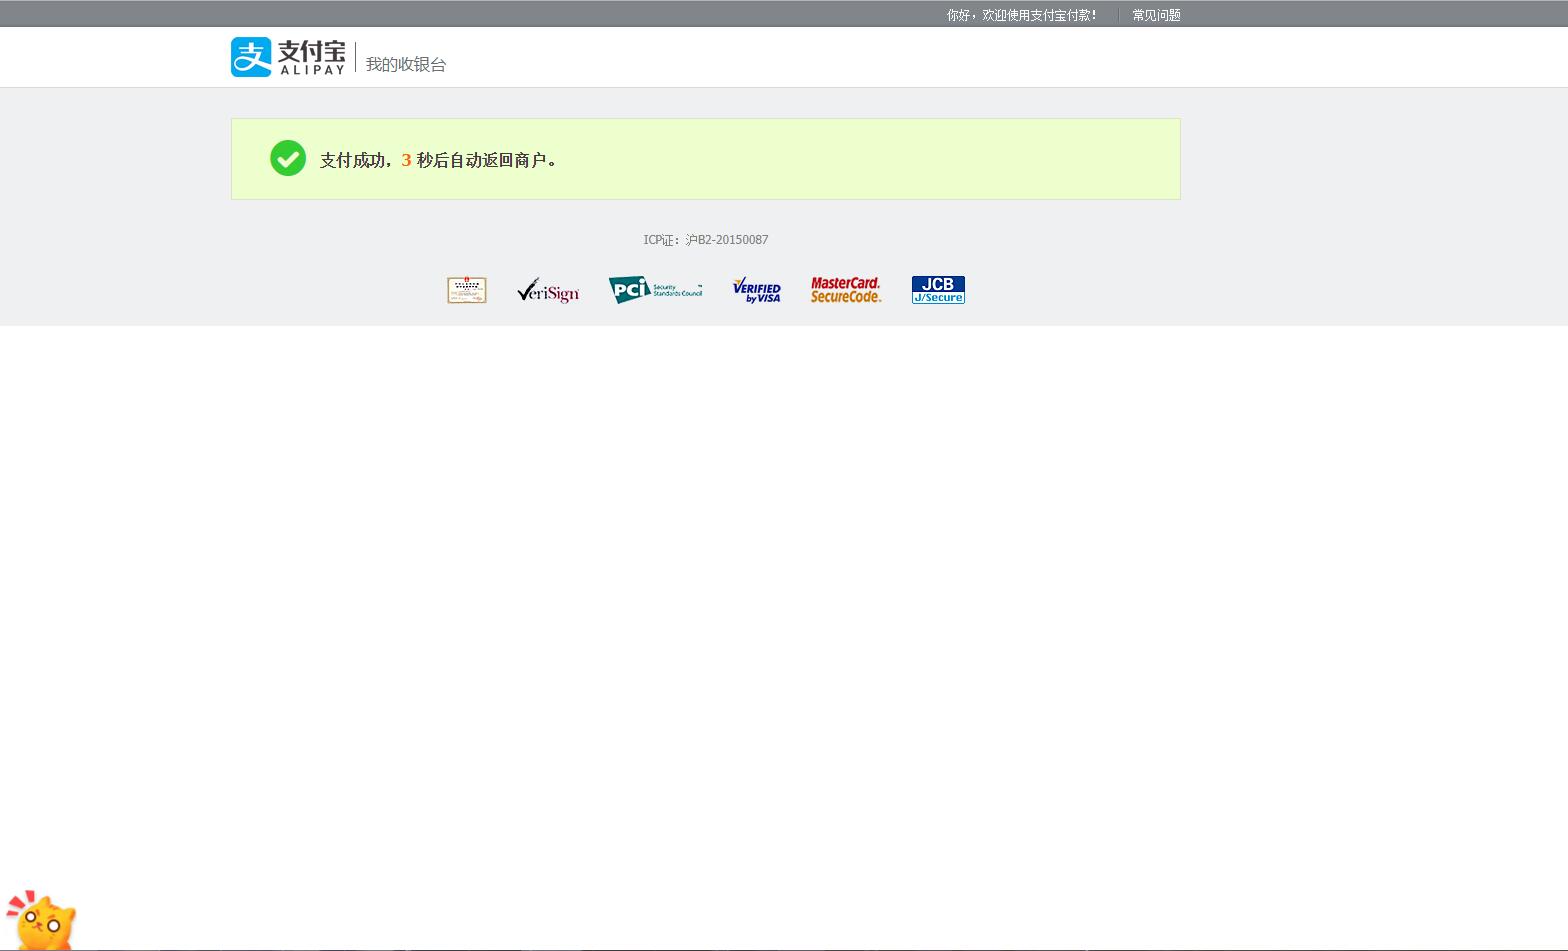 你好，欢迎使用支付宝付款！ 常见问题
支 支付宝 ALIPAY 我的收银台
支付成功，3 秒后自动返回商户。
ICP证：沪B2-20150087
VeriSign PCI Security Standards Council™ VERIFIED by VISA MasterCard. SecureCode. JCB J/Secure